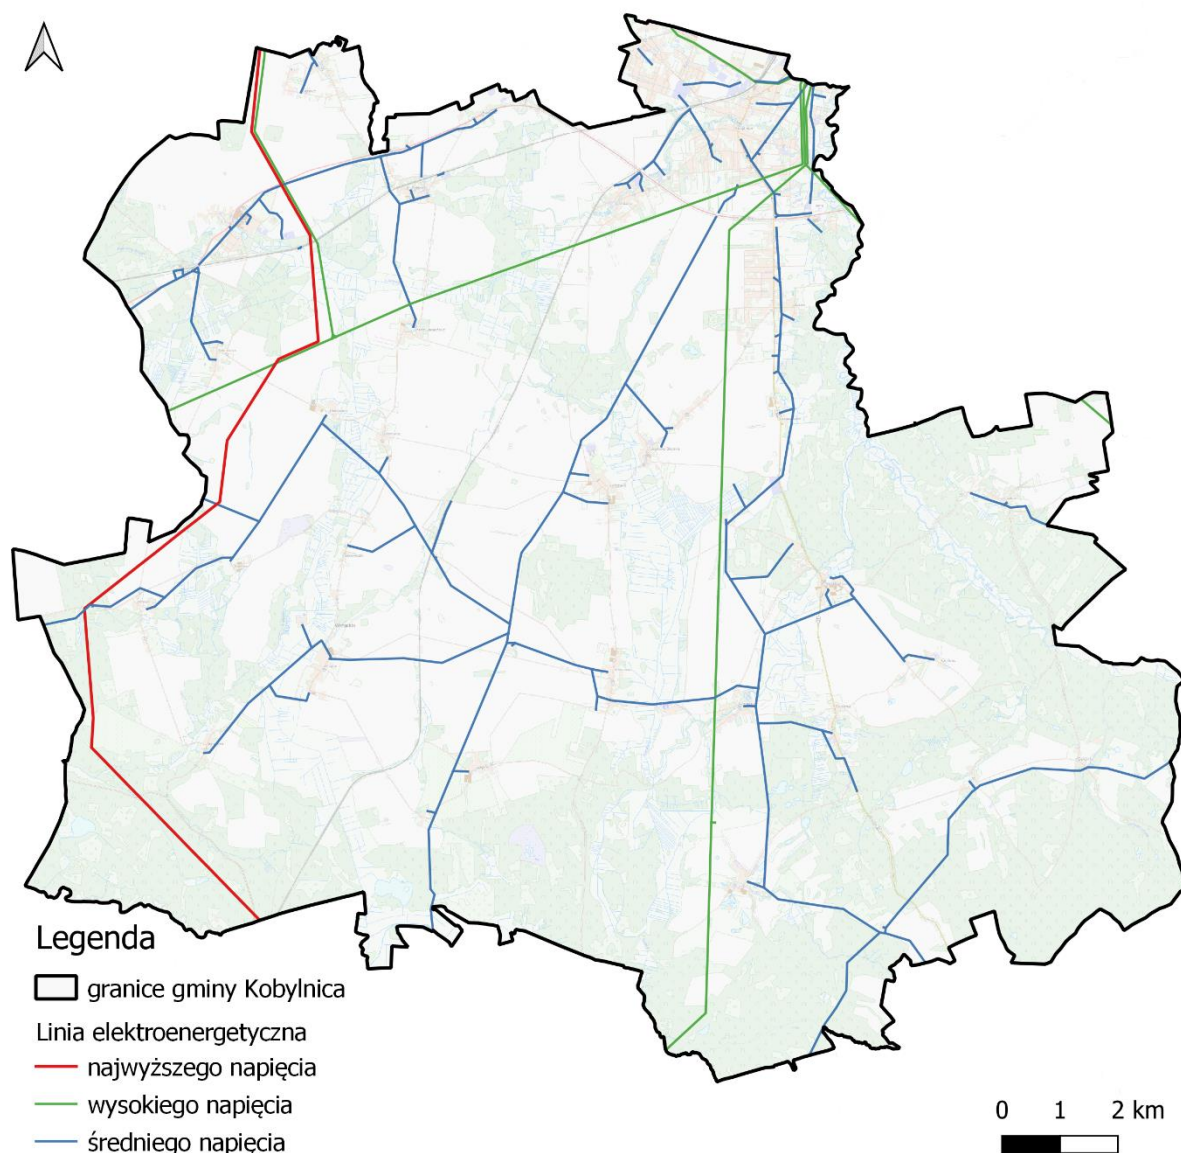 Legenda
granice gminy Kobylnica
Linia elektroenergetyczna
najwyższego napięcia
wysokiego napięcia
średniego napięcia
0 1 2 km